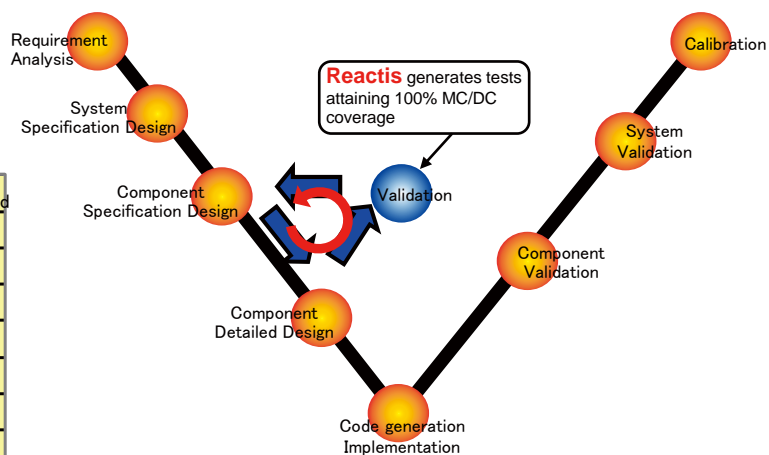 Requirement
Analysis
System
Specification Design
Component
Specification Design
Component
Detailed Design
Code generation
Implementation
Reactis generates tests
attaining 100% MC/DC
coverage
Validation
Calibration
System
Validation
Component
Validation